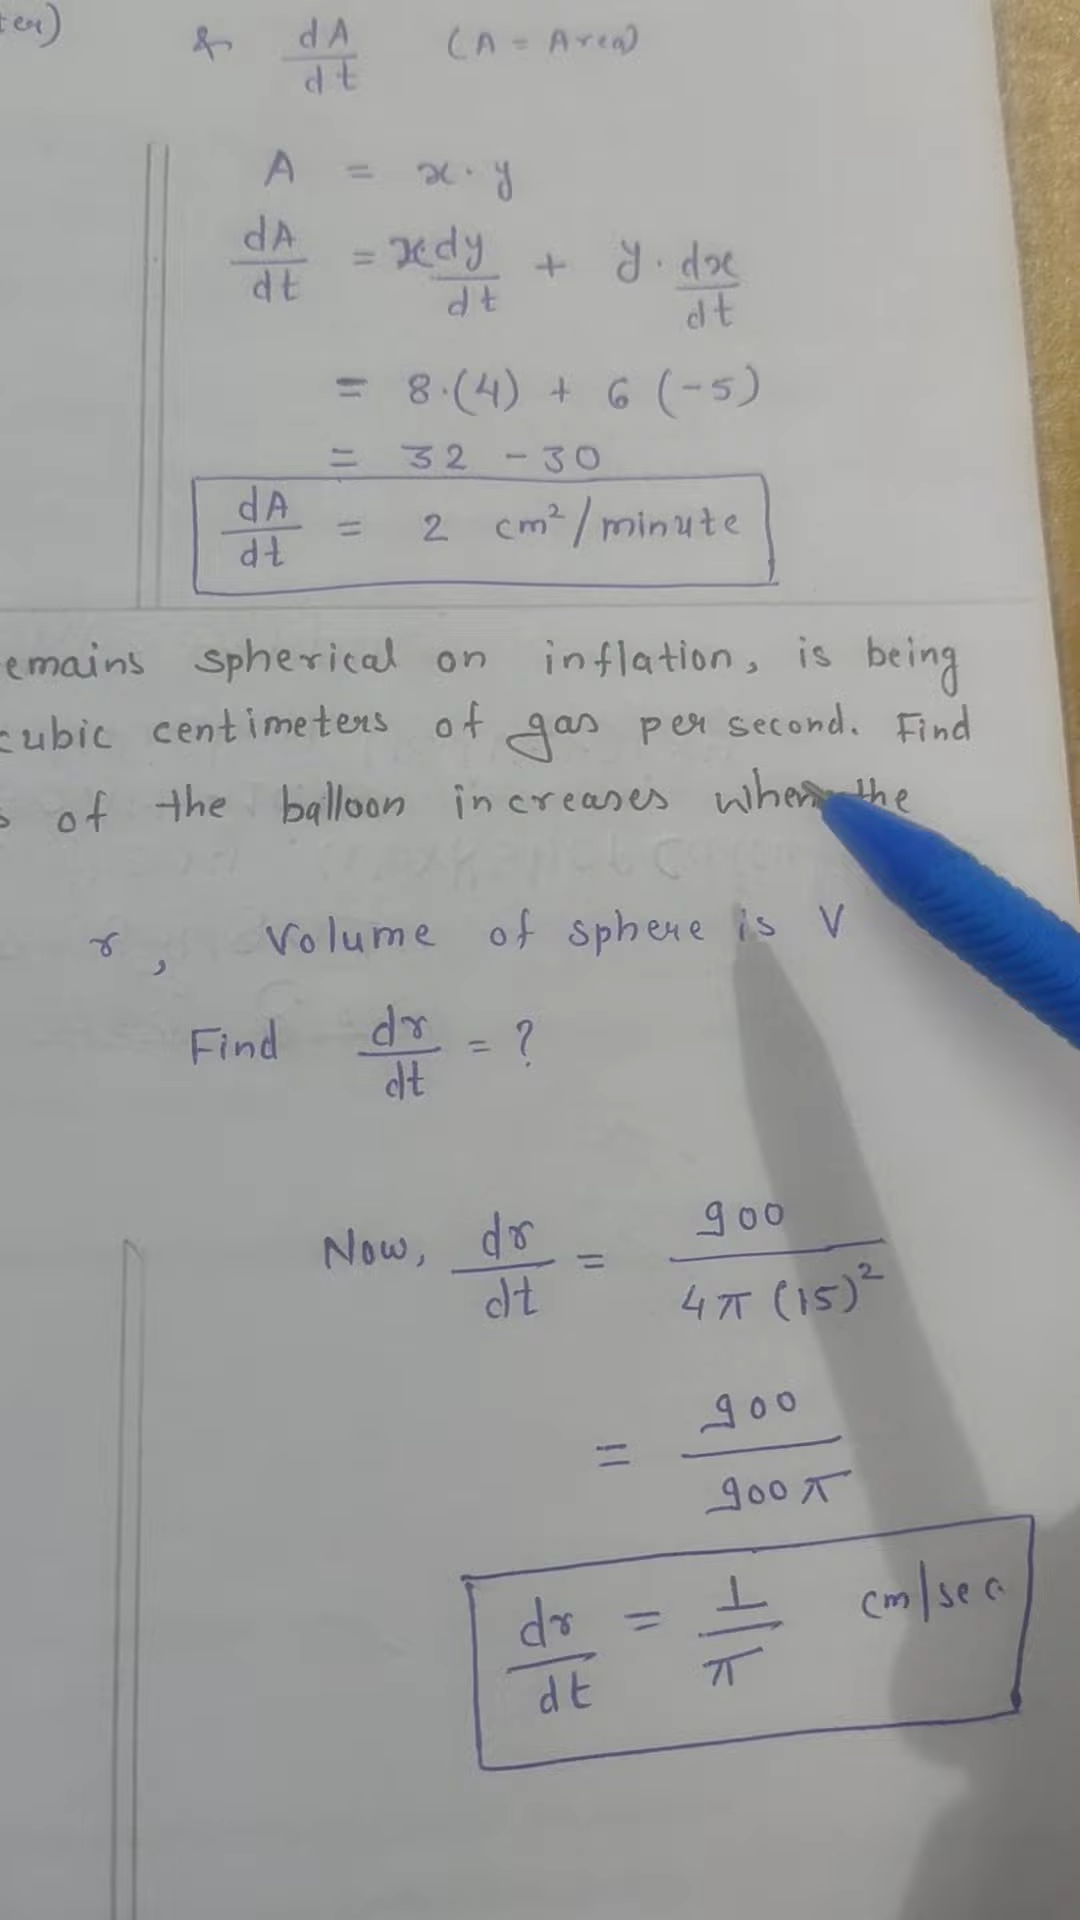 ter)
& dA/dt (A = Area)
A = x . y
dA/dt = x dy/dt + y . dx/dt
= 8.(4) + 6 (-5)
= 32 - 30
dA/dt = 2 cm²/minute
emains spherical on inflation, is being
cubic centimeters of gas per second. Find
s of the balloon increases when the
r, Volume of sphere is V
Find dr/dt = ?
Now, dr/dt = 900/4π (15)²
= 900/900π
dr/dt = 1/π cm/sec